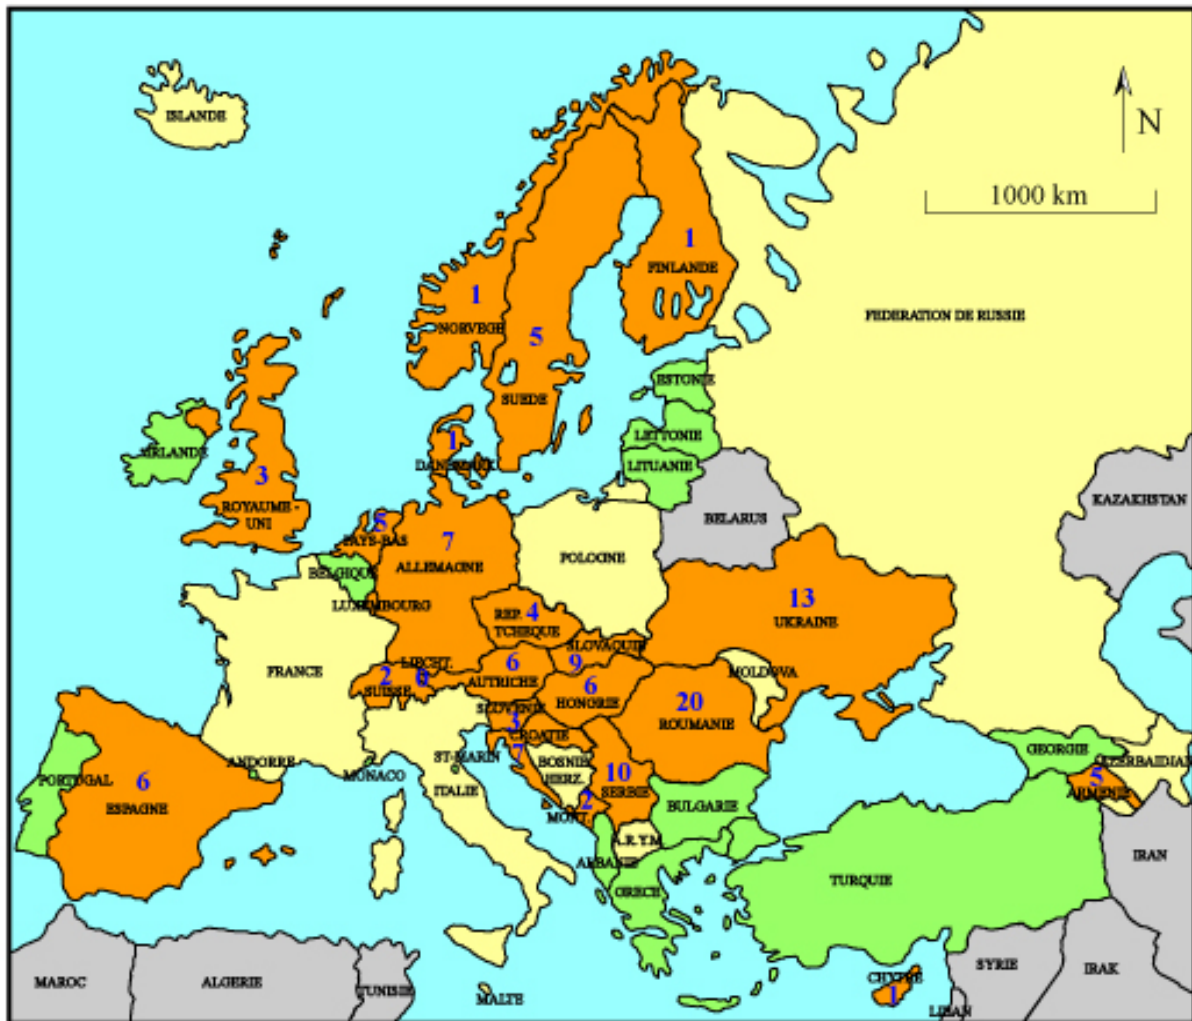 ISLANDE
N
1000 km
1
FINLANDE
1
NORVEGE
FEDERATION DE RUSSIE
5
SUEDE
ESTONIE
1
DANEMARK
LETTONIE
IRLANDE
LITUANIE
3
KAZAKHSTAN
ROYAUME -
UNI
5
BELARUS
PAYS-BAS
7
POLOGNE
ALLEMAGNE
BELGIQUE
13
LUXEMBOURG
REP. 4
TCHEQUE
UKRAINE
SLOVAQUIE
LIECHT.
6
9
FRANCE
2
0
MOLDOVA
AUTRICHE
6
SUISSE
HONGRIE
20
SLOVENIE
3
ROUMANIE
CROATIE
GEORGIE
ANDORRE
ST-MARIN
7
BOSNIE
HERZ.
AZERBAIDJAN
MONACO
10
5
PORTUGAL
6
ITALIE
SERBIE
ARMENIE
ESPAGNE
2
BULGARIE
MONT.
A.R.Y.M
IRAN
ALBANIE
TURQUIE
GRECE
SYRIE
IRAK
MAROC
ALGERIE
TUNISIE
CHYPRE
1
MALTE
LIBAN